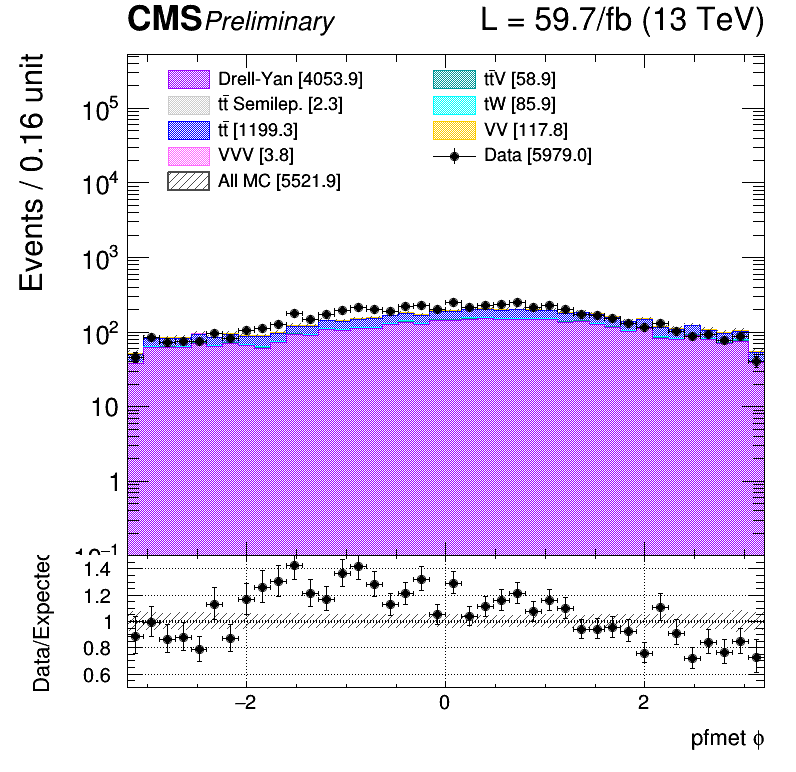 CMS Preliminary L = 59.7/fb (13 TeV)
Events / 0.16 unit
Drell-Yan [4053.9]
tt̄ Semilep. [2.3]
tt̄ [1199.3]
VVV [3.8]
All MC [5521.9]
tt̄V [58.9]
tW [85.9]
VV [117.8]
Data [5979.0]
10⁵
10⁴
10³
10²
10
1
10⁻¹
Data/Expected
1.4
1.2
1
0.8
0.6
−2 0 2
pfmet ϕ